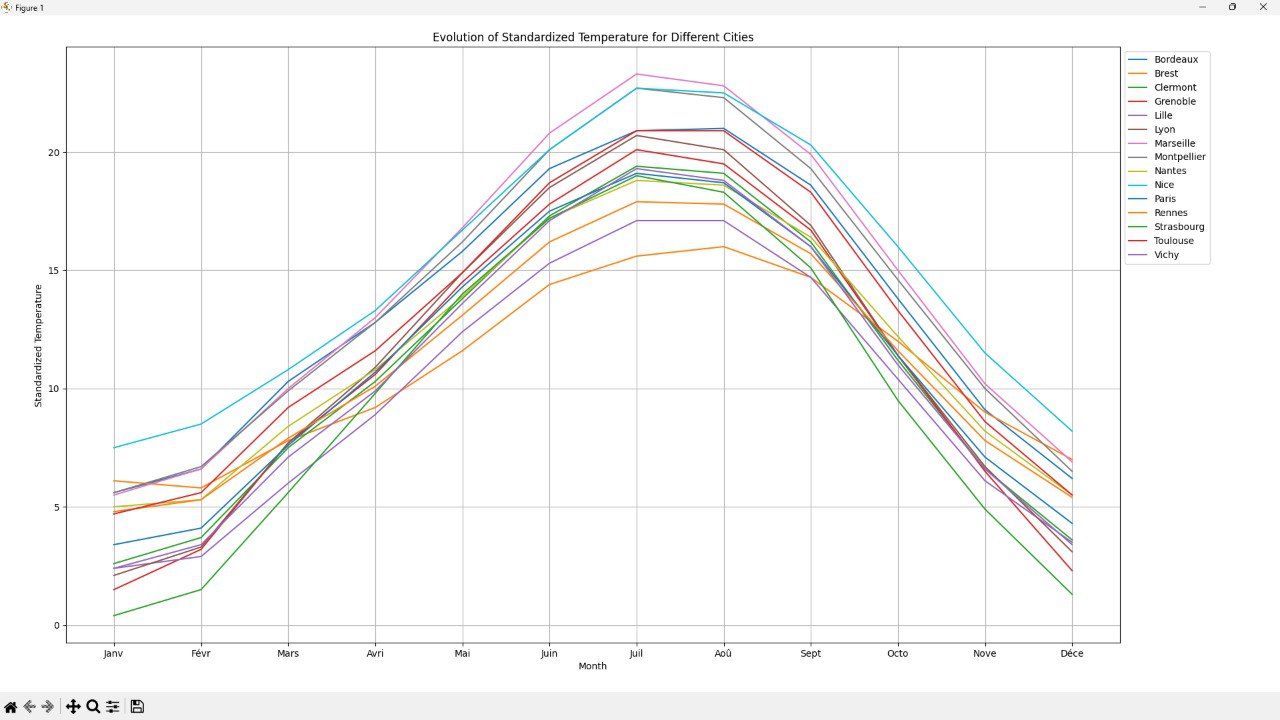 Figure 1
Evolution of Standardized Temperature for Different Cities
Bordeaux
Brest
Clermont
Grenoble
Lille
Lyon
Marseille
Montpellier
Nantes
Nice
Paris
Rennes
Strasbourg
Toulouse
Vichy
Standardized Temperature
20
15
10
5
0
Janv
Févr
Mars
Avri
Mai
Juin
Juil
Aoû
Sept
Octo
Nove
Déce
Month